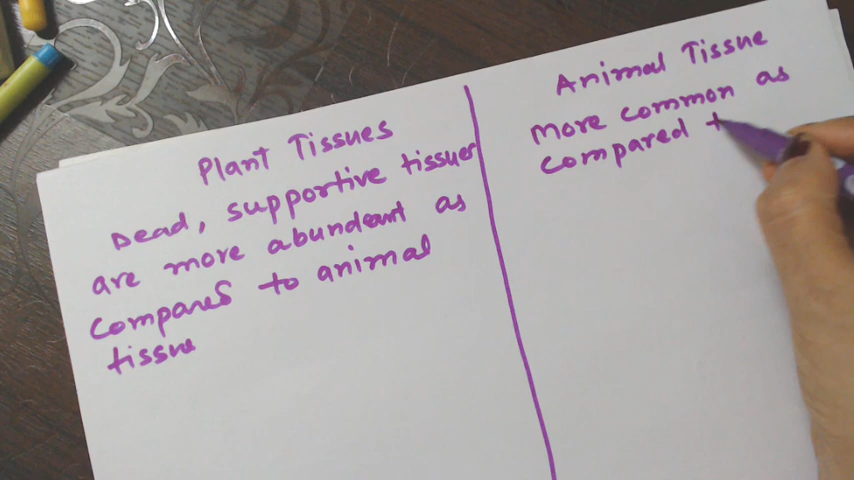 Plant Tissues
Dead, supportive tissues
are more abundant as
compared to animal
tissue
Animal Tissue
more common as
compared t